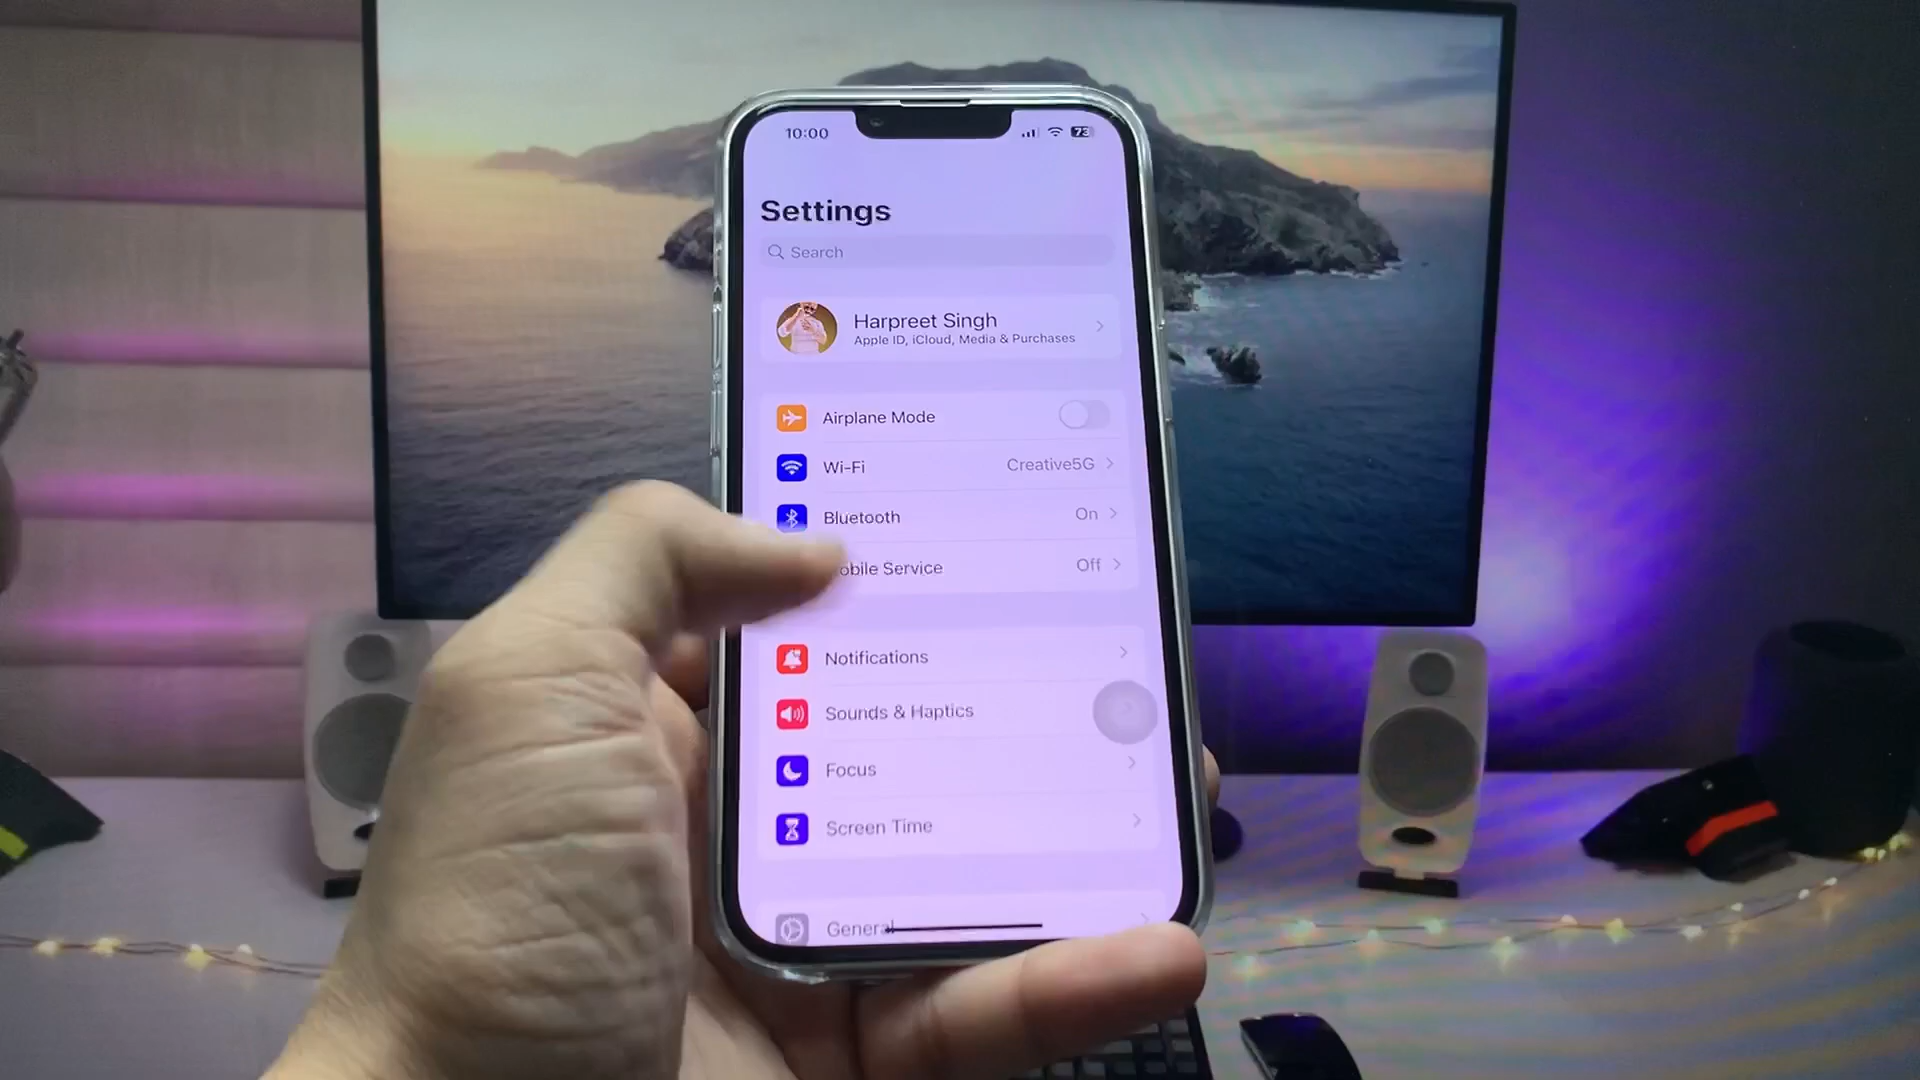 10:00 73
Settings
Search
Harpreet Singh
Apple ID, iCloud, Media & Purchases
Airplane Mode
Wi-Fi Creative5G
Bluetooth On
obile Service Off
Notifications
Sounds & Haptics
Focus
Screen Time
General